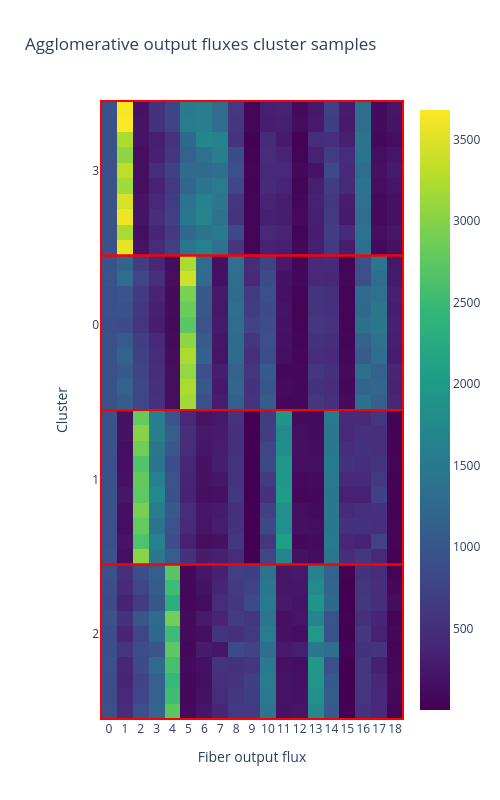 Agglomerative output fluxes cluster samples
3
0
1
2
Cluster
0 1 2 3 4 5 6 7 8 9 10 11 12 13 14 15 16 17 18
Fiber output flux
3500
3000
2500
2000
1500
1000
500